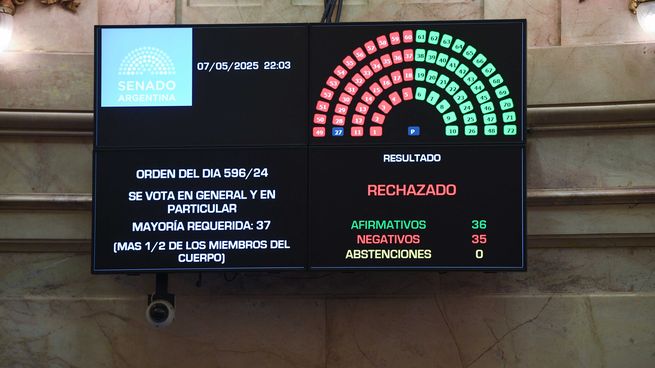 SENADO
ARGENTINA
07/05/2025 22:03
ORDEN DEL DIA 596/24
SE VOTA EN GENERAL Y EN
PARTICULAR
MAYORÍA REQUERIDA: 37
(MAS 1/2 DE LOS MIEMBROS DEL
CUERPO)
P
RESULTADO
RECHAZADO
AFIRMATIVOS 36
NEGATIVOS 35
ABSTENCIONES 0